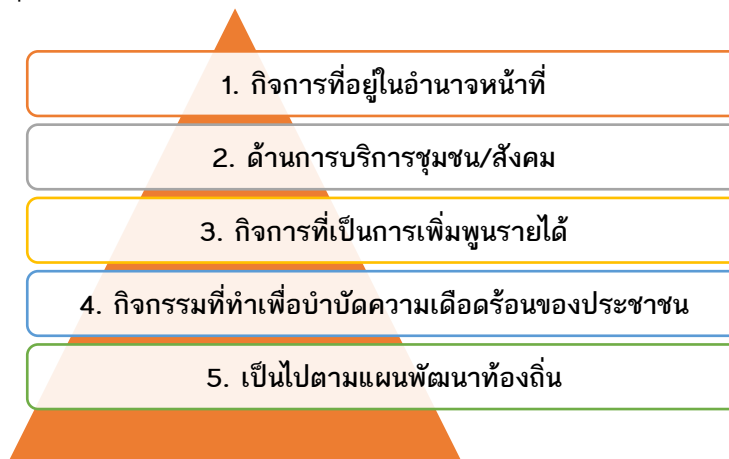 1. กิจการที่อยู่ในอำนาจหน้าที่
2. ด้านการบริการชุมชน/สังคม
3. กิจการที่เป็นการเพิ่มพูนรายได้
4. กิจกรรมที่ทำเพื่อบำบัดความเดือดร้อนของประชาชน
5. เป็นไปตามแผนพัฒนาท้องถิ่น